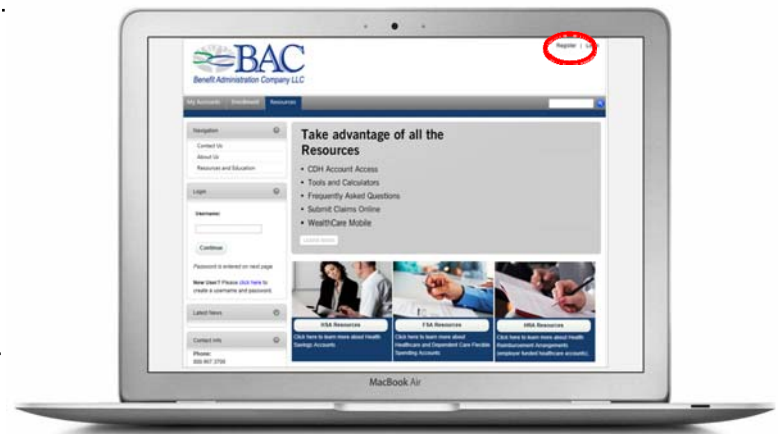 BAC
Benefit Administration Company LLC
Register |
My Accounts Enrollment Resources
Navigation
Contact Us
About Us
Resources and Education
Login
Username:
Continue
Password is entered on next page
New User? Please click here to
create a username and password.
Latest News
Contact Info
Phone:
Take advantage of all the
Resources
• CDH Account Access
• Tools and Calculators
• Frequently Asked Questions
• Submit Claims Online
• WealthCare Mobile
HSA Resources
Click here to learn more about Health
Savings Accounts.
FSA Resources
Click here to learn more about
Healthcare and Dependent Care Flexible
Spending Accounts
HRA Resources
Click here to learn more about Health
Reimbursement Arrangements
(employer funded healthcare accounts).
MacBook Air